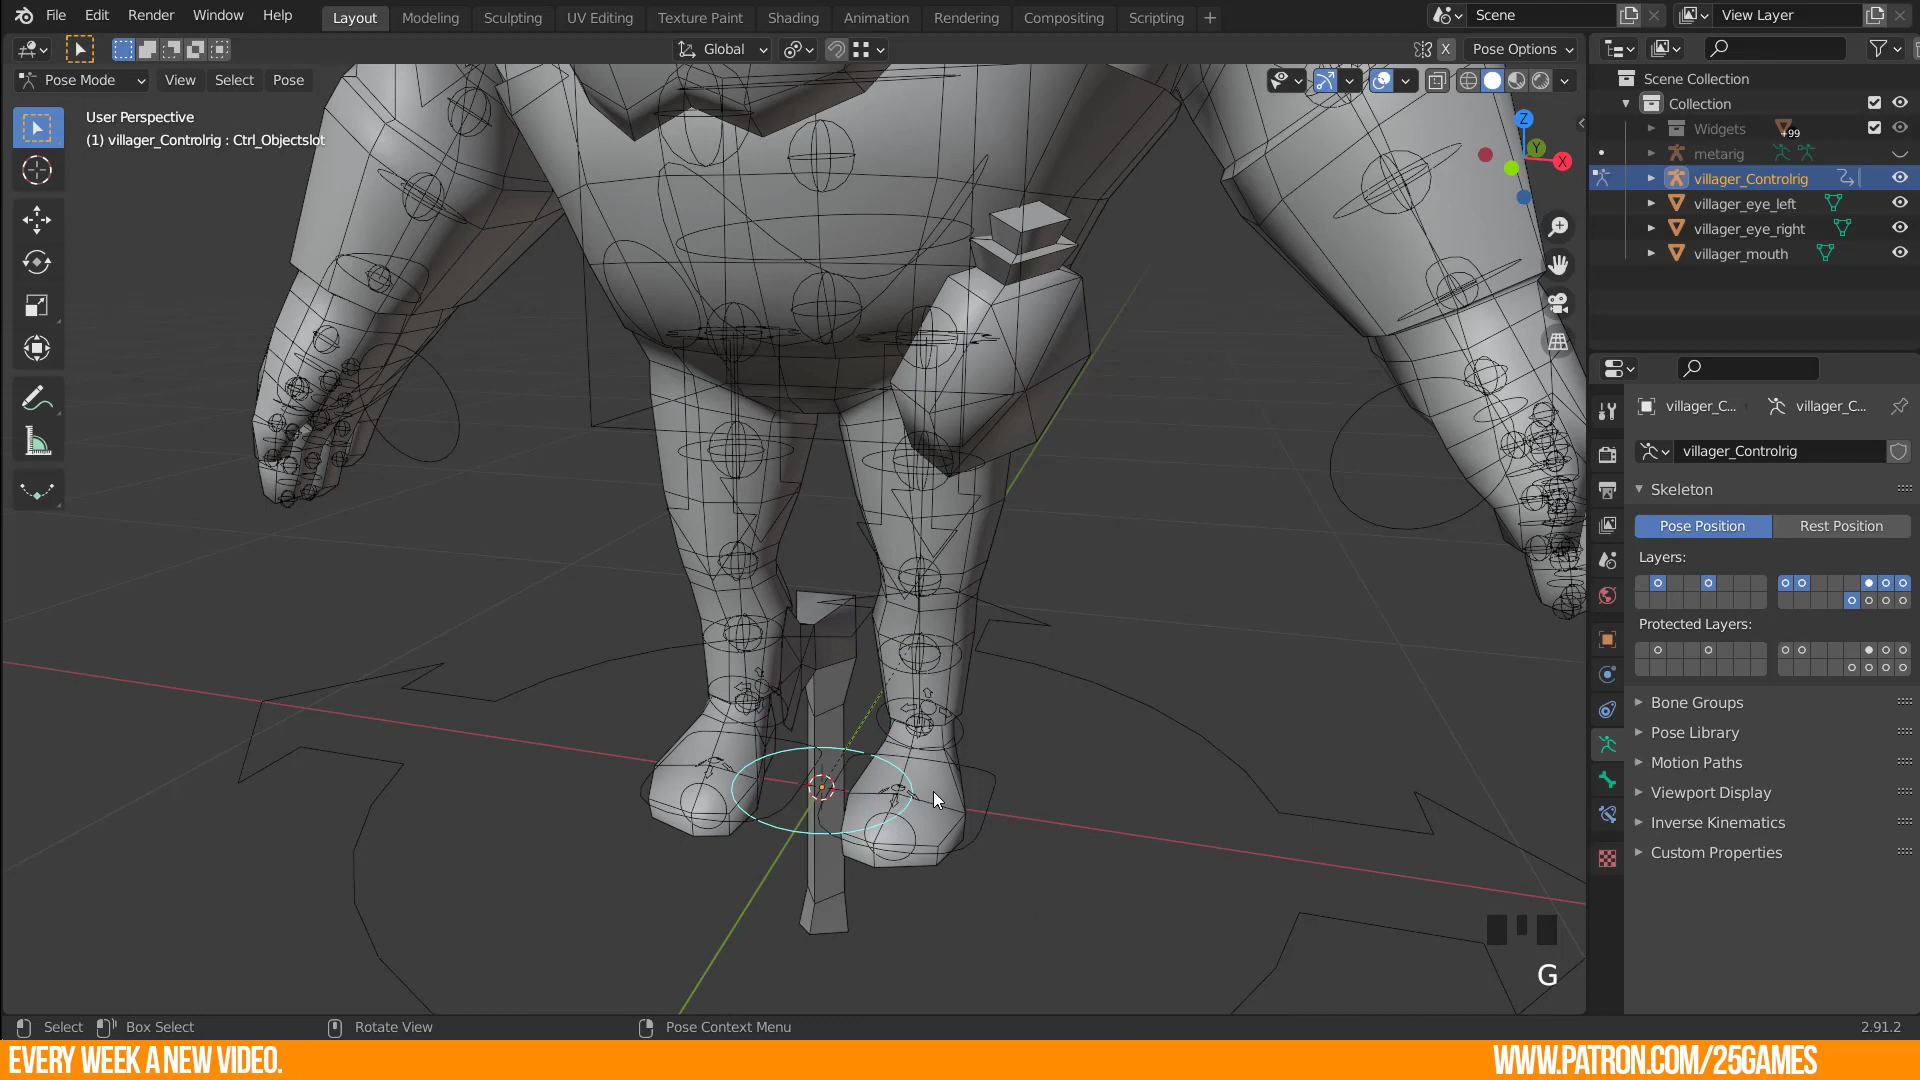 File Edit Render Window Help
Layout Modeling Sculpting UV Editing Texture Paint Shading Animation Rendering Compositing Scripting +
Scene
View Layer
Global
X Pose Options
Pose Mode View Select Pose
User Perspective
(1) villager_Controlrig : Ctrl_Objectslot
Z
Y
X
Scene Collection
Collection
Widgets +99
metarig
villager_Controlrig
villager_eye_left
villager_eye_right
villager_mouth
villager_C...
villager_C...
villager_Controlrig
Skeleton
Pose Position Rest Position
Layers:
Protected Layers:
Bone Groups
Pose Library
Motion Paths
Viewport Display
Inverse Kinematics
Custom Properties
G
Select Box Select Rotate View Pose Context Menu 2.91.2
EVERY WEEK A NEW VIDEO.
WWW.PATRON.COM/25GAMES